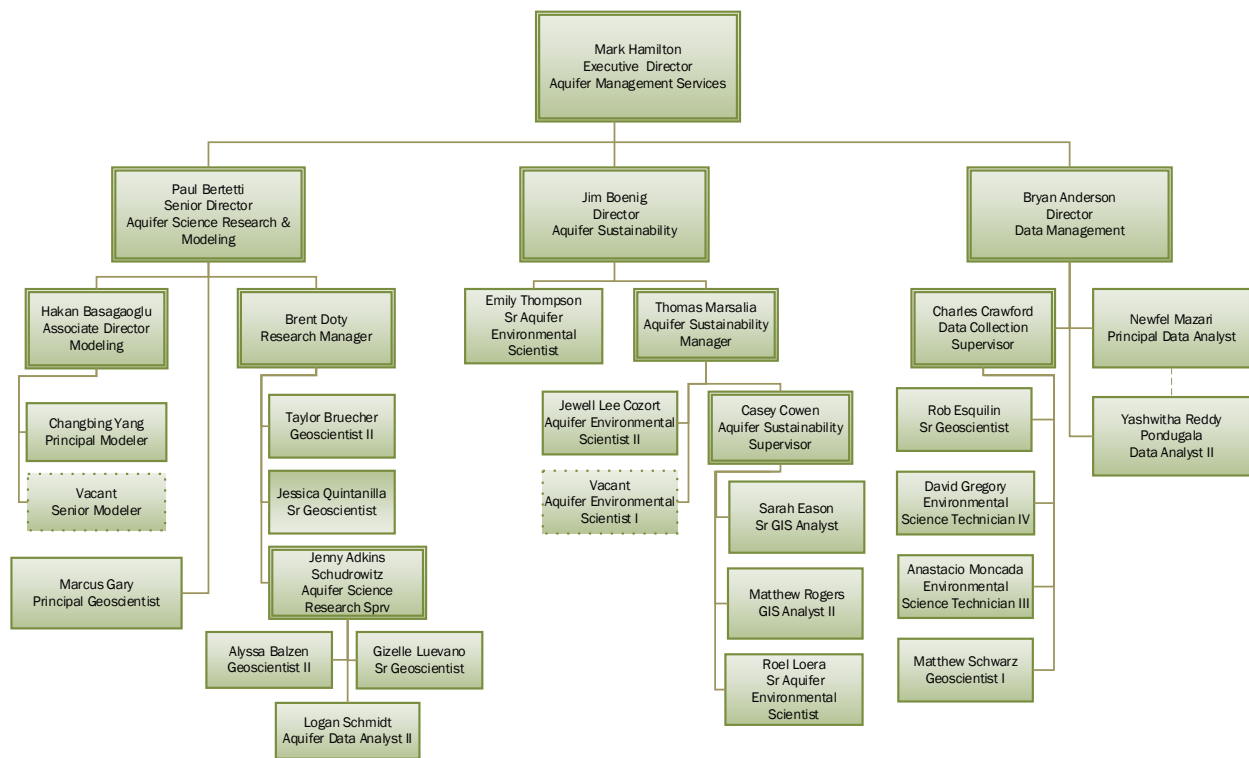 Mark Hamilton
Executive Director
Aquifer Management Services
Paul Bertetti
Senior Director
Aquifer Science Research &
Modeling
Jim Boenig
Director
Aquifer Sustainability
Bryan Anderson
Director
Data Management
Hakan Basagaoglu
Associate Director
Modeling
Brent Doty
Research Manager
Emily Thompson
Sr Aquifer
Environmental
Scientist
Thomas Marsalia
Aquifer Sustainability
Manager
Charles Crawford
Data Collection
Supervisor
Newfel Mazari
Principal Data Analyst
Changbing Yang
Principal Modeler
Taylor Bruecher
Geoscientist II
Jewell Lee Cozort
Aquifer Environmental
Scientist II
Casey Cowen
Aquifer Sustainability
Supervisor
Rob Esquilin
Sr Geoscientist
Yashwitha Reddy
Pondugala
Data Analyst II
Vacant
Senior Modeler
Jessica Quintanilla
Sr Geoscientist
Vacant
Aquifer Environmental
Scientist I
Sarah Eason
Sr GIS Analyst
David Gregory
Environmental
Science Technician IV
Marcus Gary
Principal Geoscientist
Jenny Adkins
Schudrowitz
Aquifer Science
Research Sprv
Matthew Rogers
GIS Analyst II
Anastacio Moncada
Environmental
Science Technician III
Alyssa Balzen
Geoscientist II
Gizelle Luevano
Sr Geoscientist
Roel Loera
Sr Aquifer
Environmental
Scientist
Matthew Schwarz
Geoscientist I
Logan Schmidt
Aquifer Data Analyst II